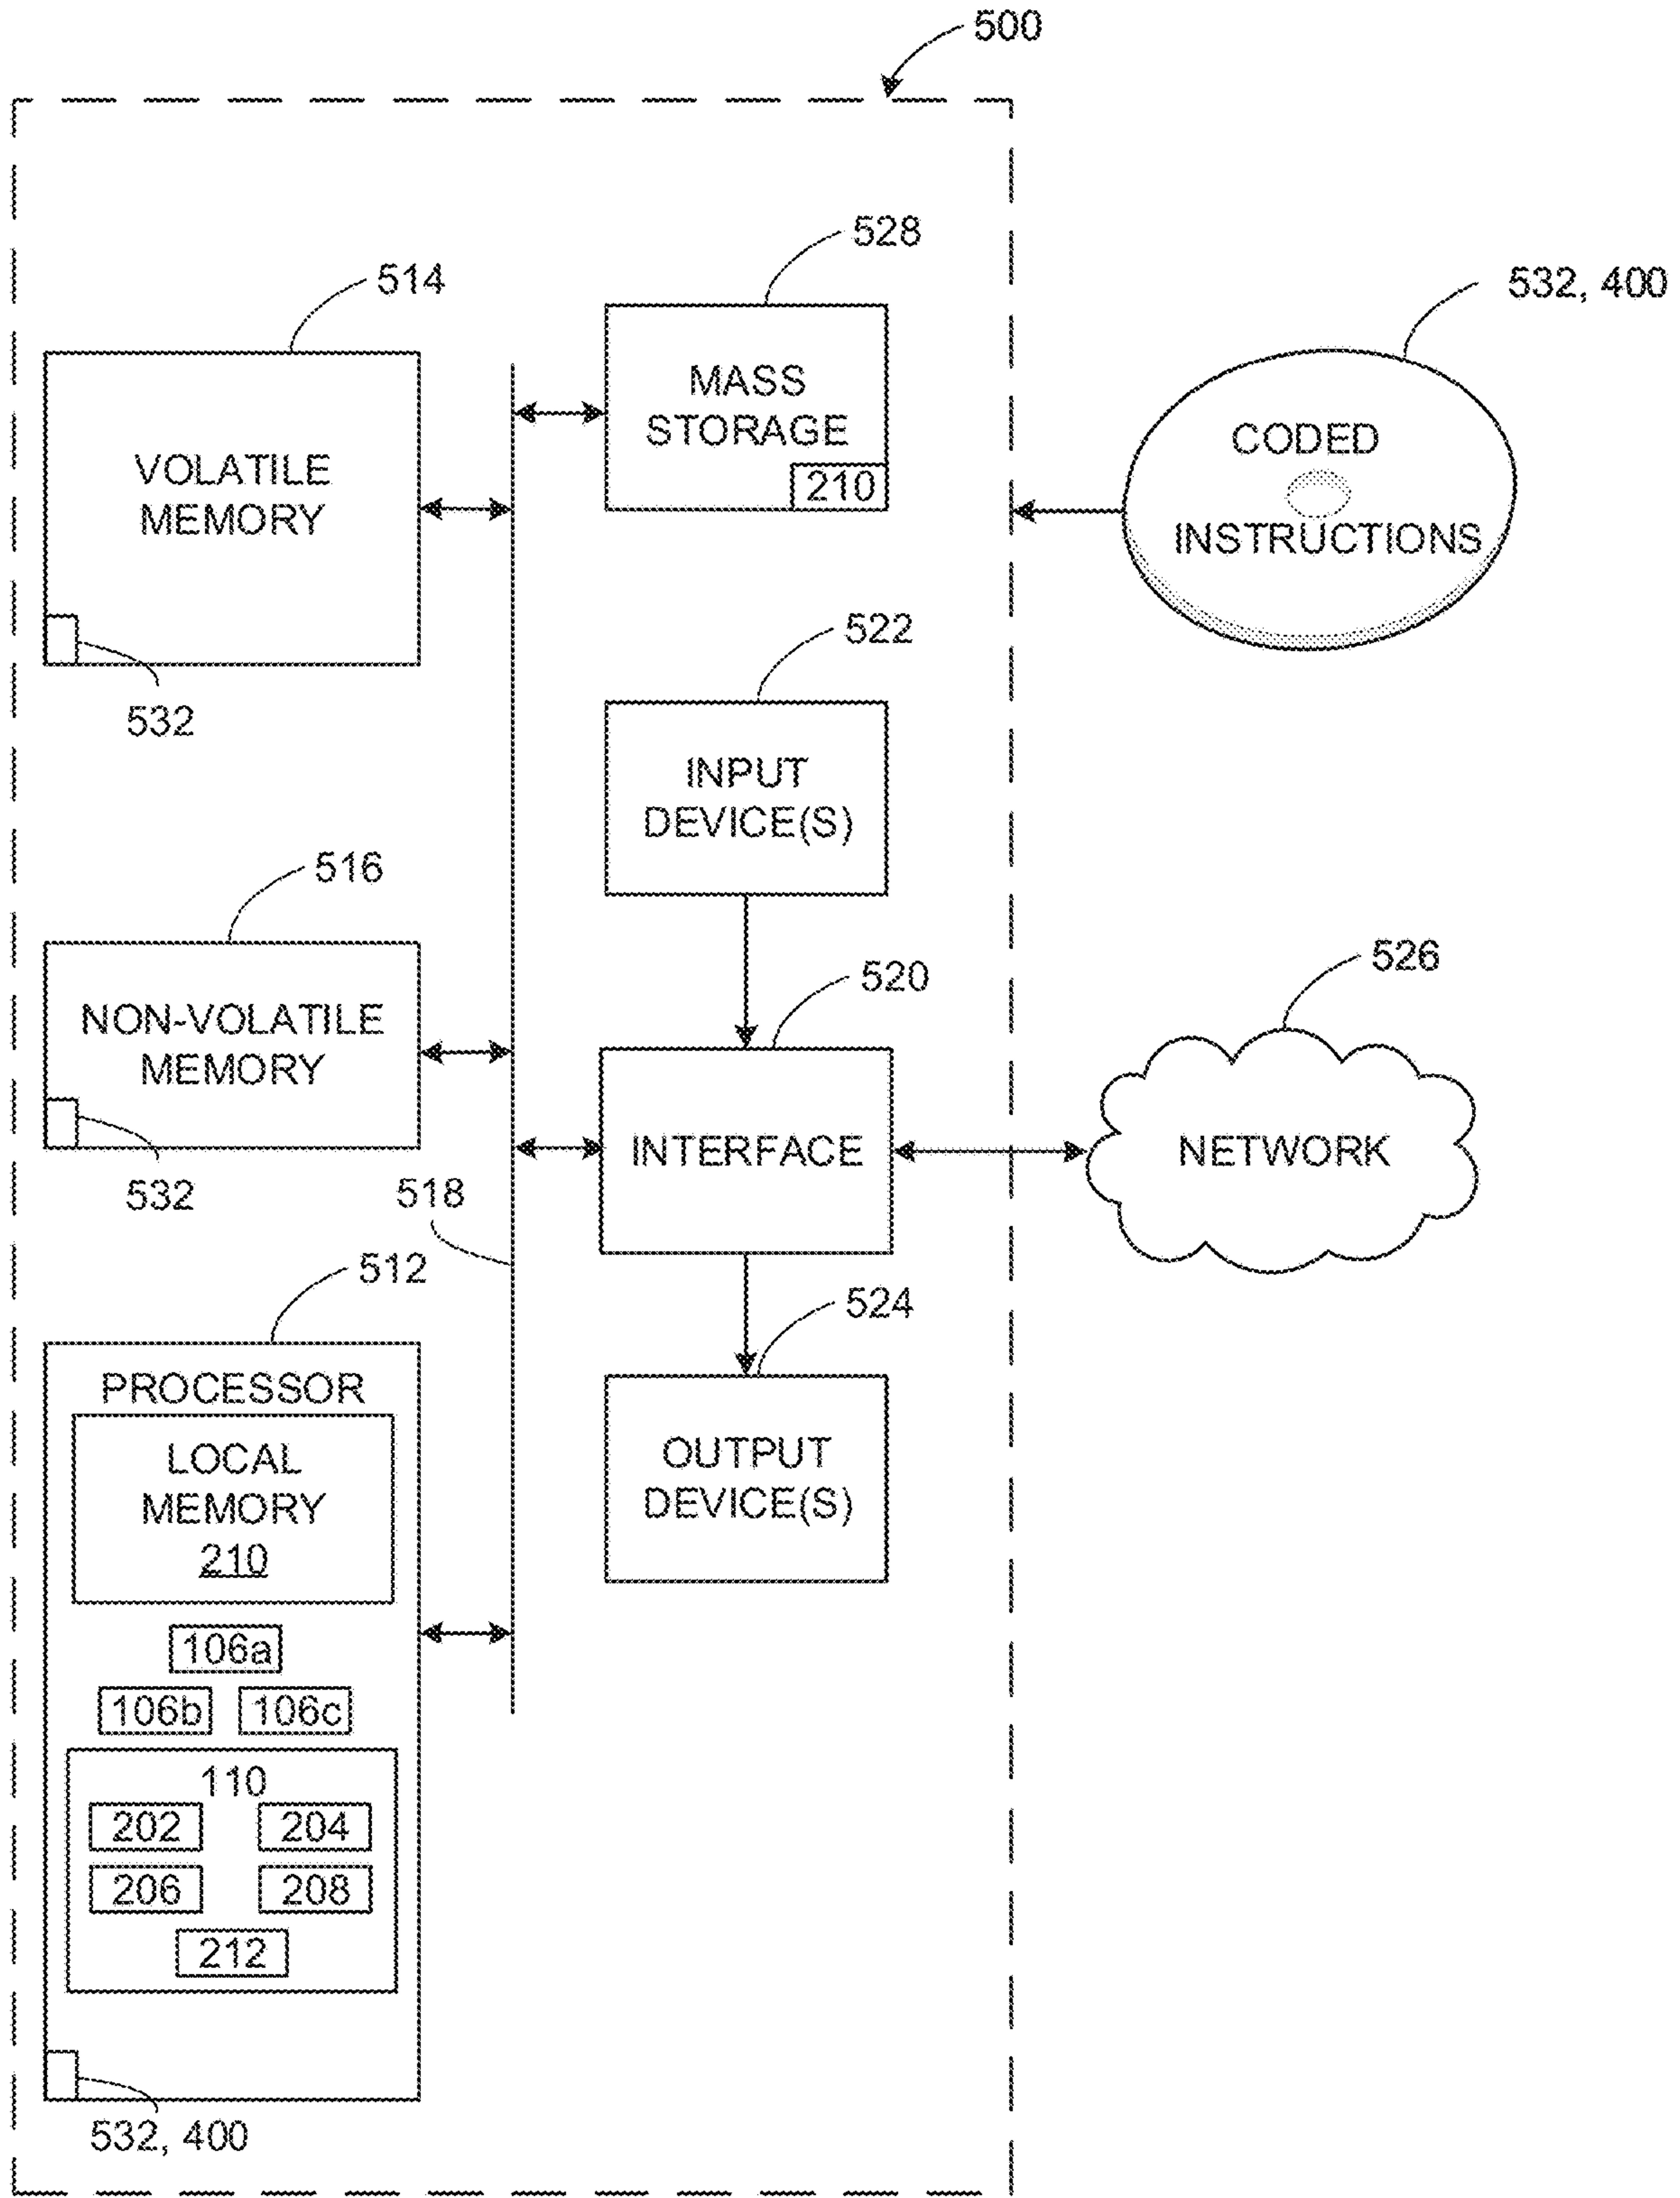 500
528
514
532, 400
MASS
STORAGE
210
VOLATILE
MEMORY
CODED
INSTRUCTIONS
522
532
INPUT
DEVICE(S)
516
520
526
NON-VOLATILE
MEMORY
INTERFACE
NETWORK
532
518
512
524
PROCESSOR
LOCAL
MEMORY
210
OUTPUT
DEVICE(S)
106a
106b 106c
110
202 204
206 208
212
532, 400